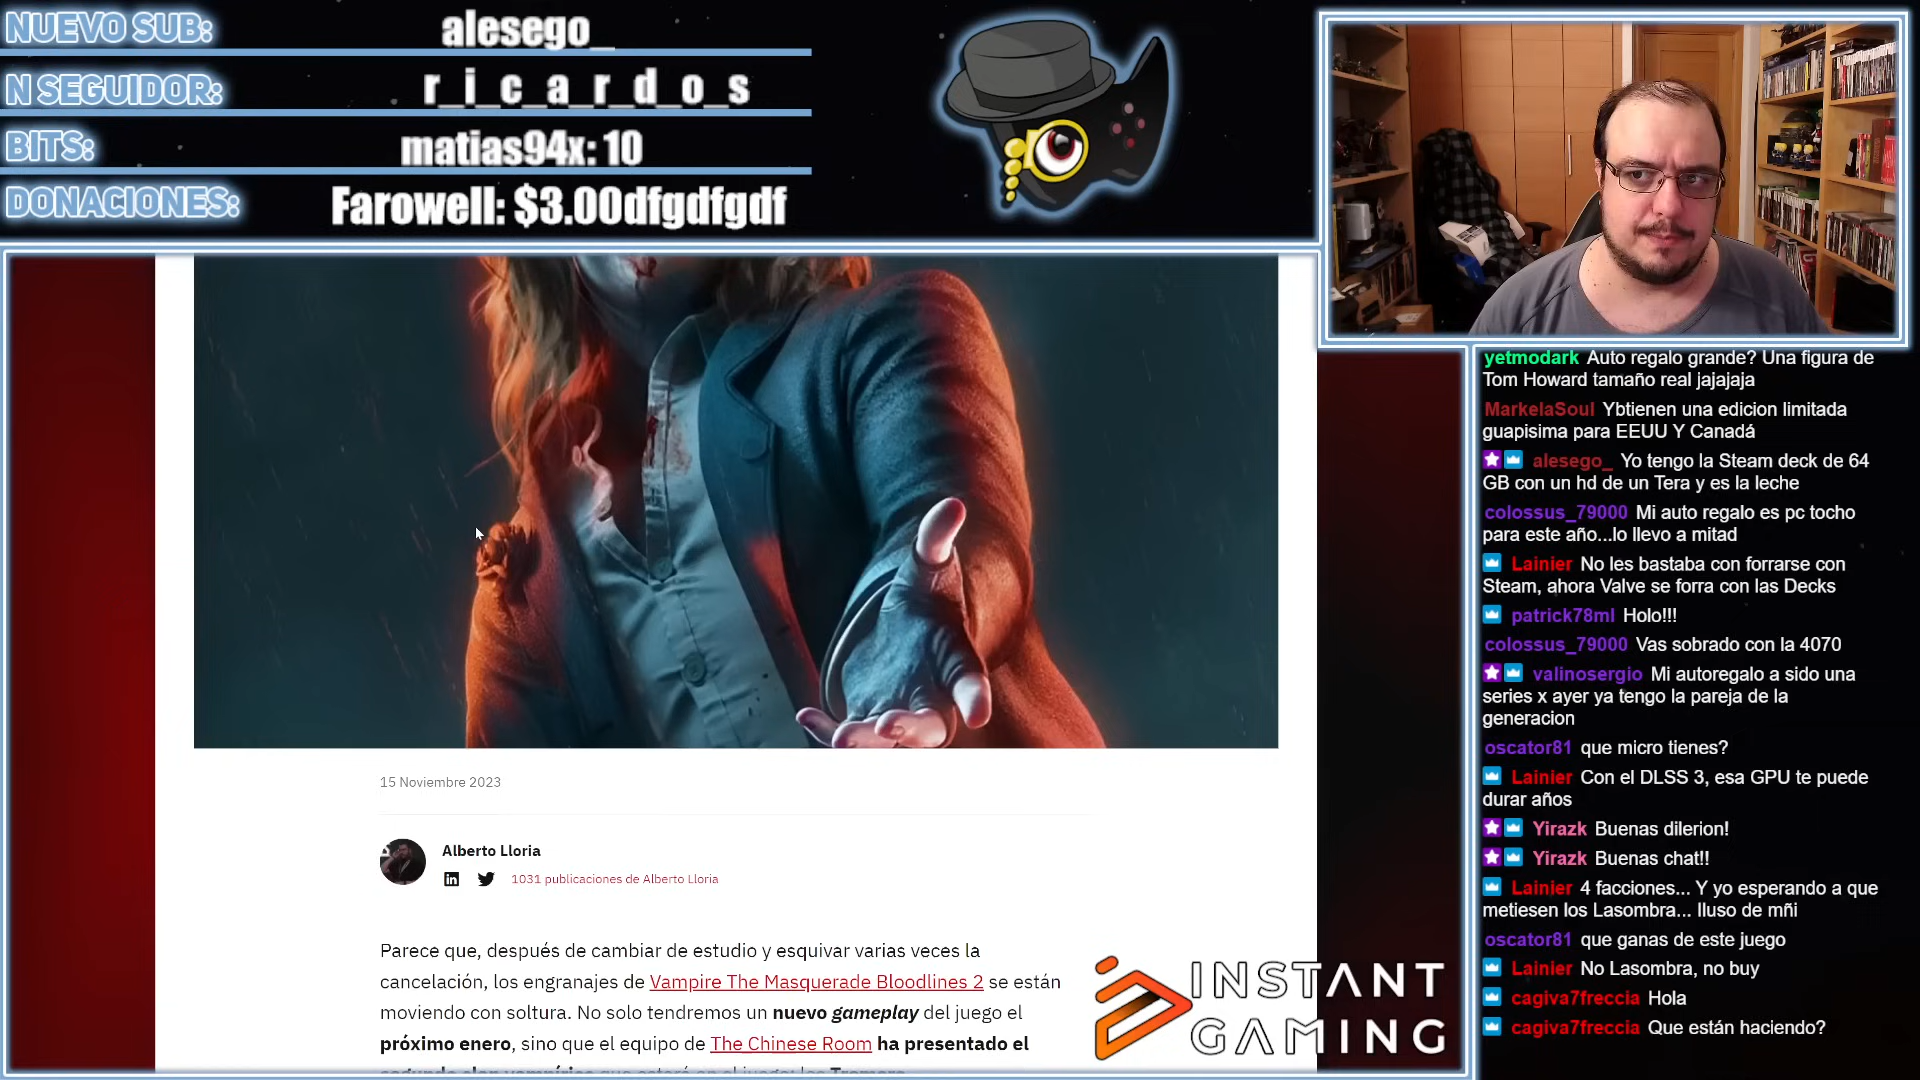 NUEVO SUB: alesego_
N SEGUIDOR: r_i_c_a_r_d_o_s
BITS: matias94x: 10
DONACIONES: Farowell: $3.00dfgdfgdf
15 Noviembre 2023
Alberto Lloria
1031 publicaciones de Alberto Lloria
Parece que, después de cambiar de estudio y esquivar varias veces la
cancelación, los engranajes de Vampire The Masquerade Bloodlines 2 se están
moviendo con soltura. No solo tendremos un nuevo gameplay del juego el
próximo enero, sino que el equipo de The Chinese Room ha presentado el
segundo clan vampírico que estará en el juego: los Tremere.
INSTANT
GAMING
yetmodark Auto regalo grande? Una figura de
Tom Howard tamaño real jajajaja
MarkelaSoul Ybtienen una edicion limitada
guapisima para EEUU Y Canadá
alesego_ Yo tengo la Steam deck de 64
GB con un hd de un Tera y es la leche
colossus_79000 Mi auto regalo es pc tocho
para este año...lo llevo a mitad
Lainier No les bastaba con forrarse con
Steam, ahora Valve se forra con las Decks
patrick78ml Holo!!!
colossus_79000 Vas sobrado con la 4070
valinosergio Mi autoregalo a sido una
series x ayer ya tengo la pareja de la
generacion
oscator81 que micro tienes?
Lainier Con el DLSS 3, esa GPU te puede
durar años
Yirazk Buenas dilerion!
Yirazk Buenas chat!!
Lainier 4 facciones... Y yo esperando a que
metiesen los Lasombra... Iluso de mñi
oscator81 que ganas de este juego
Lainier No Lasombra, no buy
cagiva7freccia Hola
cagiva7freccia Que están haciendo?